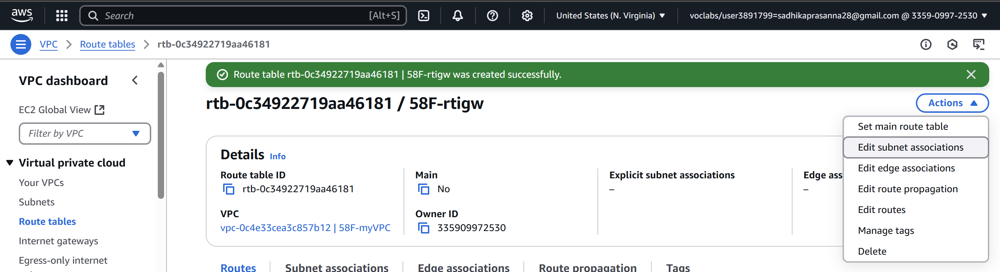 aws
Search [Alt+S] United States (N. Virginia) voclabs/user3891799=sadhikaprasanna28@gmail.com @ 3359-0997-2530
VPC Route tables rtb-0c34922719aa46181
VPC dashboard
EC2 Global View
Filter by VPC
Virtual private cloud
Your VPCs
Subnets
Route tables
Internet gateways
Egress-only internet
Route table rtb-0c34922719aa46181 | 58F-rtigw was created successfully.
rtb-0c34922719aa46181 / 58F-rtigw
Actions
Set main route table
Edit subnet associations
Edit edge associations
Edit route propagation
Edit routes
Manage tags
Delete
Details Info
Route table ID
rtb-0c34922719aa46181
Main
No
Explicit subnet associations
–
Edge ass
–
VPC
vpc-0c4e33cea3c857b12 | 58F-myVPC
Owner ID
335909972530
Routes Subnet associations Edge associations Route propagation Tags